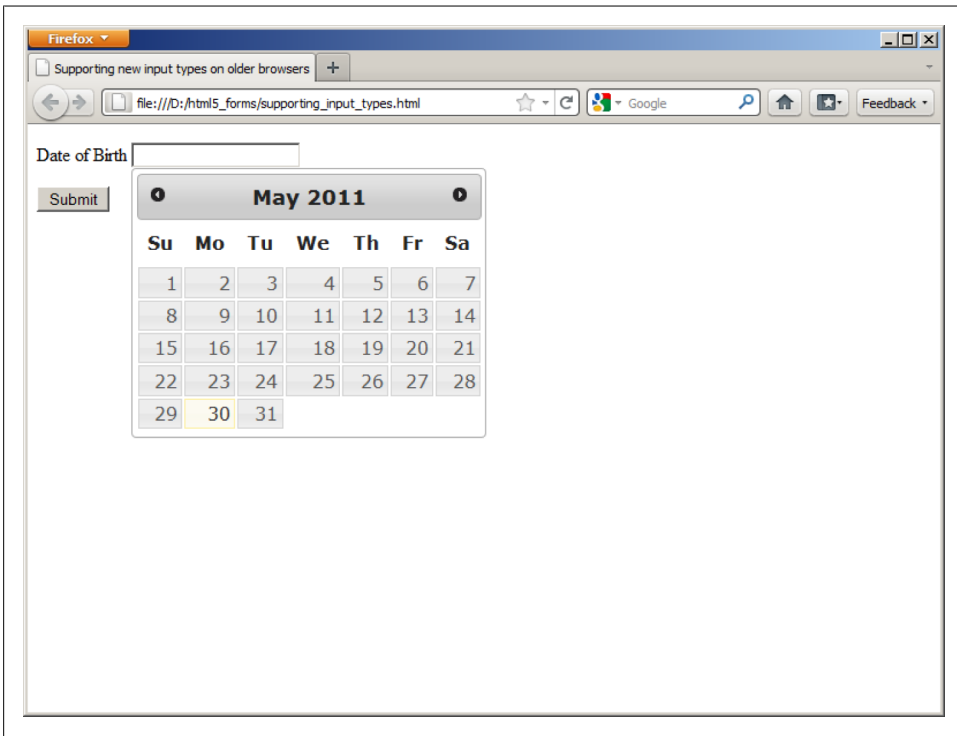 Firefox
Supporting new input types on older browsers
file:///D:/html5_forms/supporting_input_types.html Google Feedback
Date of Birth
Submit
May 2011
Su Mo Tu We Th Fr Sa
1 2 3 4 5 6 7
8 9 10 11 12 13 14
15 16 17 18 19 20 21
22 23 24 25 26 27 28
29 30 31